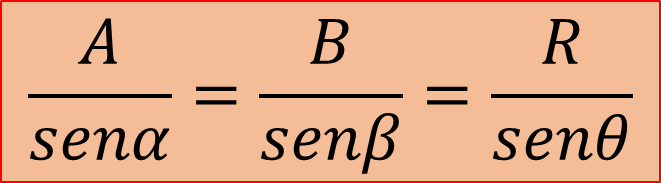 A/senα = B/senβ = R/senθ